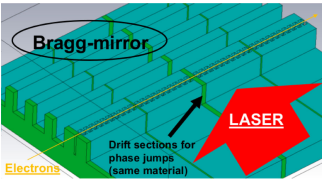 Bragg-mirror
LASER
Drift sections for
phase jumps
(same material)
Electrons